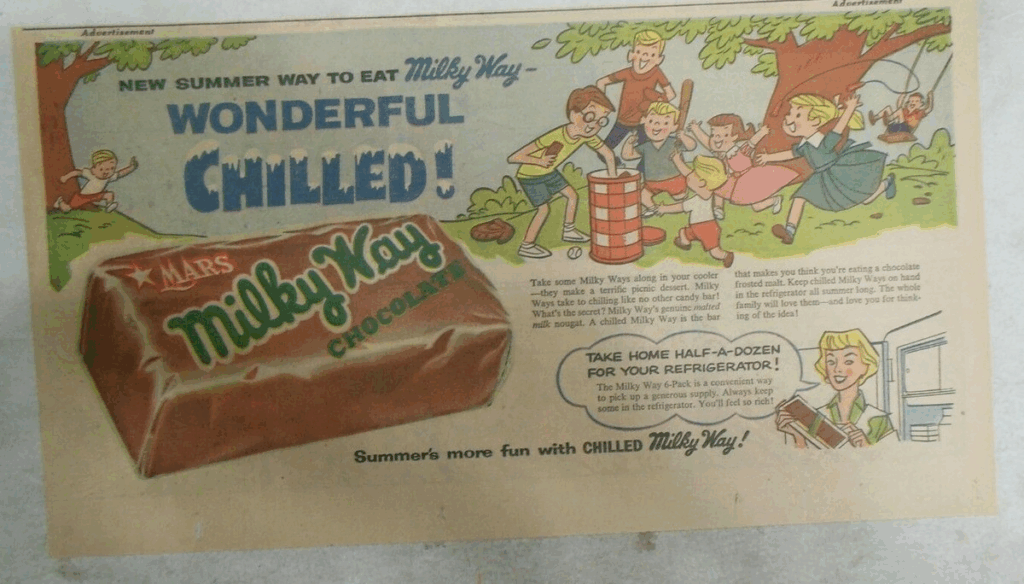 Advertisement
Advertisement
NEW SUMMER WAY TO EAT Milky Way—
WONDERFUL
CHILLED!
★ MARS
Milky Way
CHOCOLATE
Take some Milky Ways along in your cooler
—they make a terrific picnic dessert. Milky
Ways take to chilling like no other candy bar!
What's the secret? Milky Way's genuine malted
milk nougat. A chilled Milky Way is the bar
that makes you think you're eating a chocolate
frosted malt. Keep chilled Milky Ways on hand
in the refrigerator all summer long. The whole
family will love them—and love you for think-
ing of the idea!
TAKE HOME HALF-A-DOZEN
FOR YOUR REFRIGERATOR!
The Milky Way 6-Pack is a convenient way
to pick up a generous supply. Always keep
some in the refrigerator. You'll feel so rich!
Summer's more fun with CHILLED Milky Way!